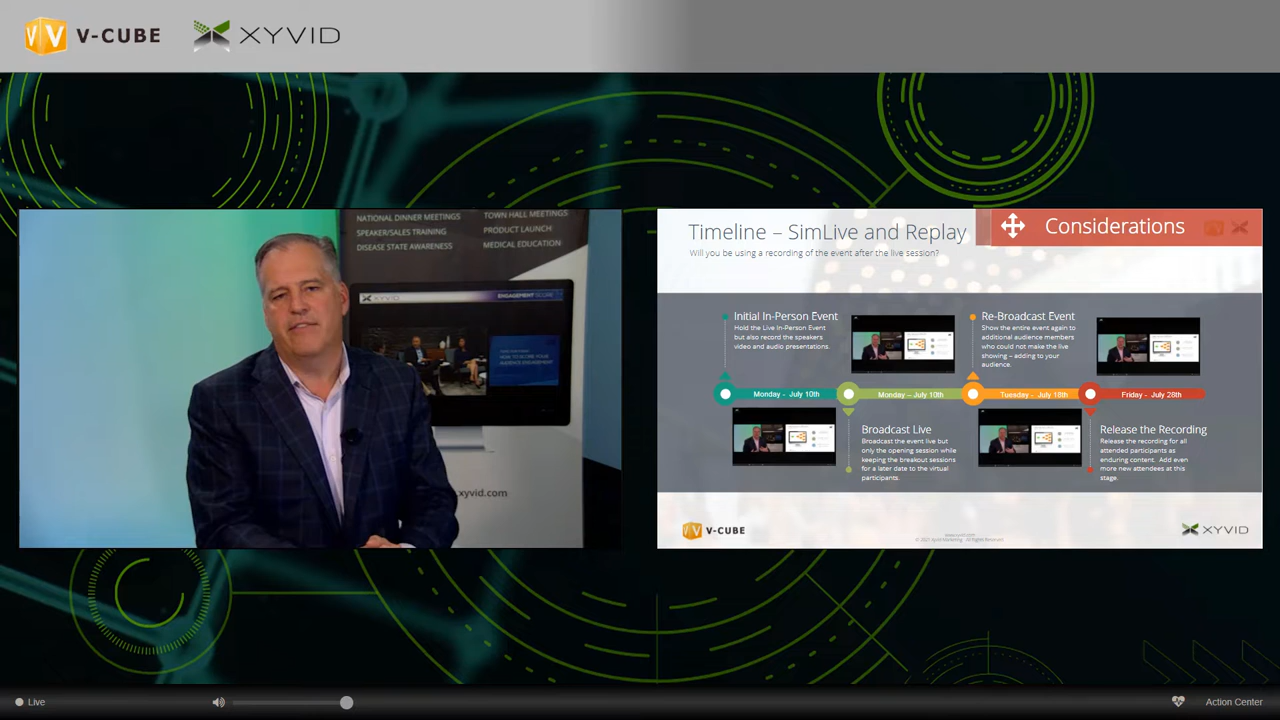 V-CUBE
XYVID
NATIONAL DINNER MEETINGS
SPEAKER/SALES TRAINING
DISEASE STATE AWARENESS
TOWN HALL MEETINGS
PRODUCT LAUNCH
MEDICAL EDUCATION
XYVID
ENGAGEMENT SCORE
xyvid.com
Timeline – SimLive and Replay
Will you be using a recording of the event after the live session?
Considerations
Initial In-Person Event
Hold the Live In-Person Event
but also record the speakers
video and audio presentations.
Re-Broadcast Event
Show the entire event again to
additional audience members
who could not make the live
showing – adding to your
audience.
Monday - July 10th
Monday – July 10th
Tuesday - July 18th
Friday - July 28th
Broadcast Live
Broadcast the event live but
only the opening session while
keeping the breakout sessions
for a later date to the virtual
participants.
Release the Recording
Release the recording for all
attended participants as
enduring content. Add even
more new attendees at this
stage.
V-CUBE
XYVID
Live
Action Center